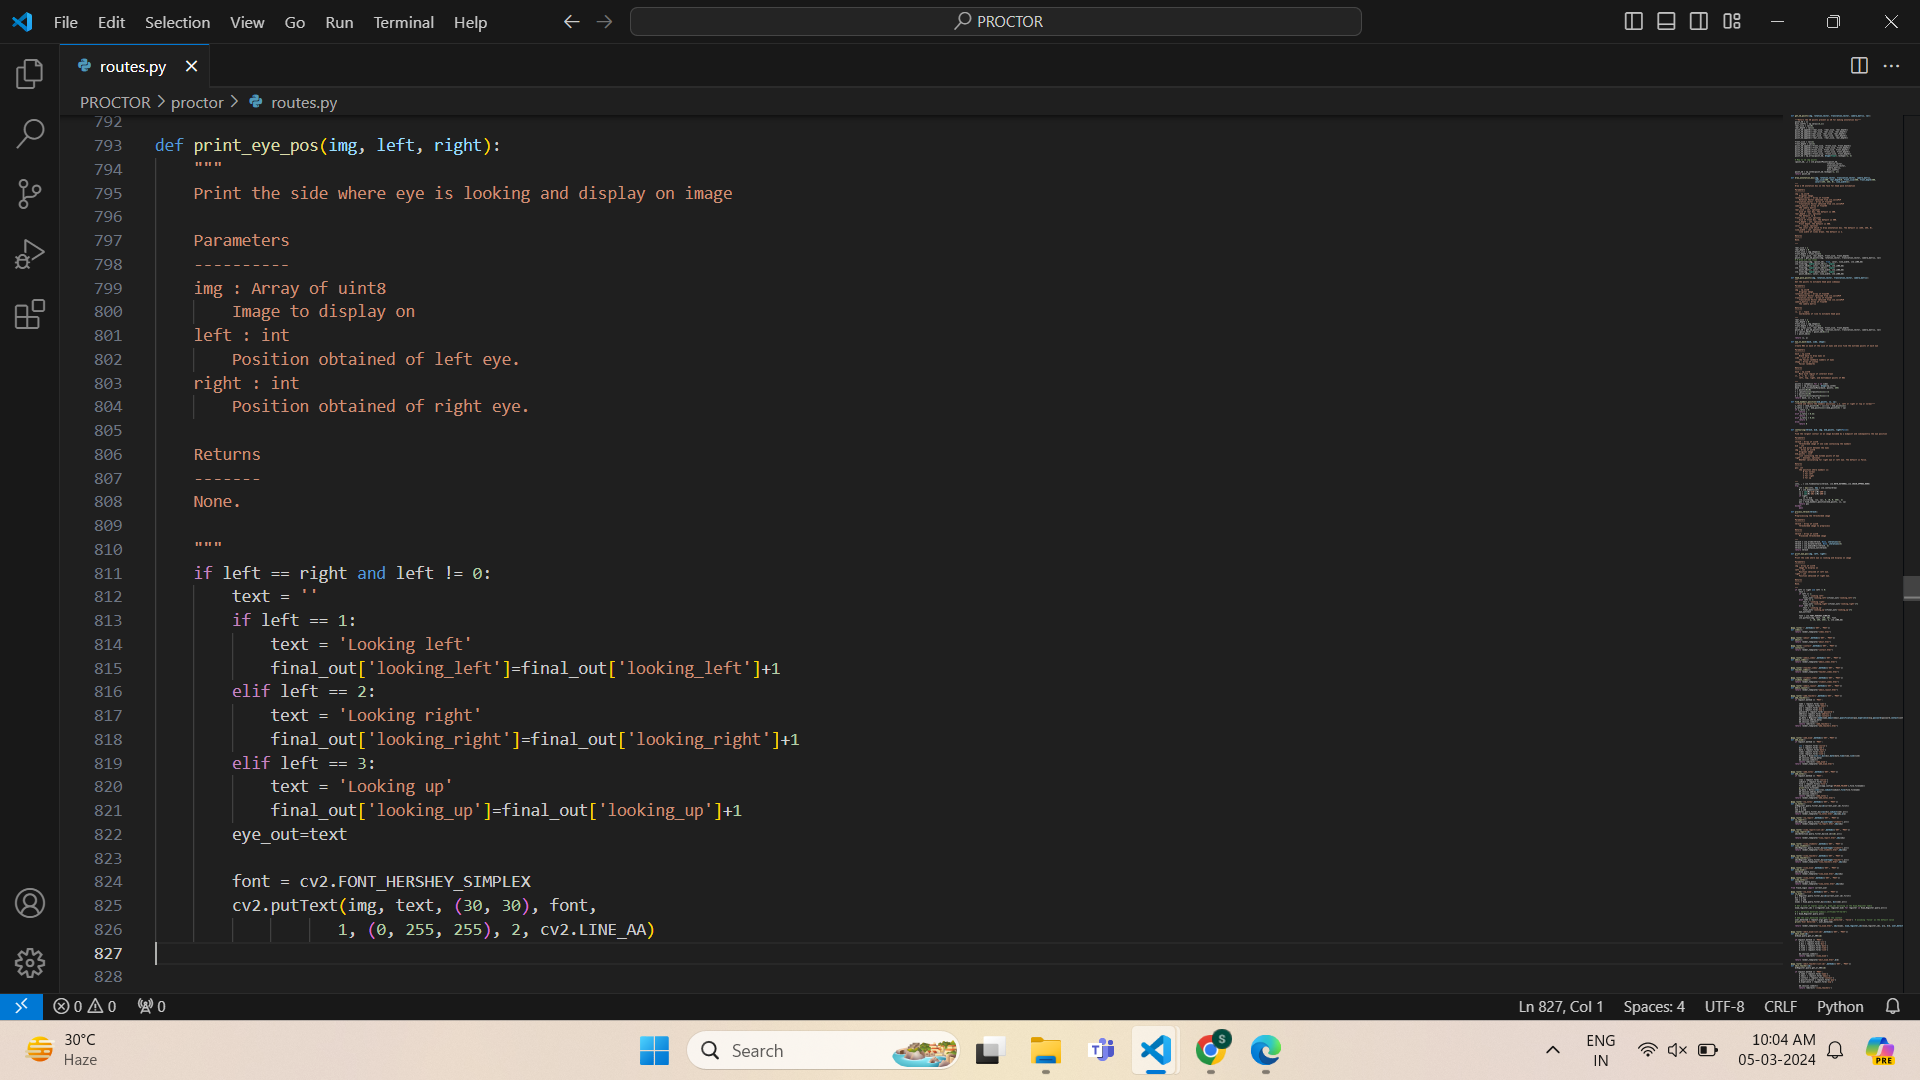 File Edit Selection View Go Run Terminal Help PROCTOR
routes.py
PROCTOR > proctor > routes.py
792
793 def print_eye_pos(img, left, right):
794 """
795 Print the side where eye is looking and display on image
796
797 Parameters
798 ----------
799 img : Array of uint8
800 Image to display on
801 left : int
802 Position obtained of left eye.
803 right : int
804 Position obtained of right eye.
805
806 Returns
807 -------
808 None.
809
810 """
811 if left == right and left != 0:
812 text = ''
813 if left == 1:
814 text = 'Looking left'
815 final_out['looking_left']=final_out['looking_left']+1
816 elif left == 2:
817 text = 'Looking right'
818 final_out['looking_right']=final_out['looking_right']+1
819 elif left == 3:
820 text = 'Looking up'
821 final_out['looking_up']=final_out['looking_up']+1
822 eye_out=text
823
824 font = cv2.FONT_HERSHEY_SIMPLEX
825 cv2.putText(img, text, (30, 30), font,
826 1, (0, 255, 255), 2, cv2.LINE_AA)
827
828
0 0 0 Ln 827, Col 1 Spaces: 4 UTF-8 CRLF Python
30°C
Haze
Search
S
ENG
IN
10:04 AM
05-03-2024
PRE